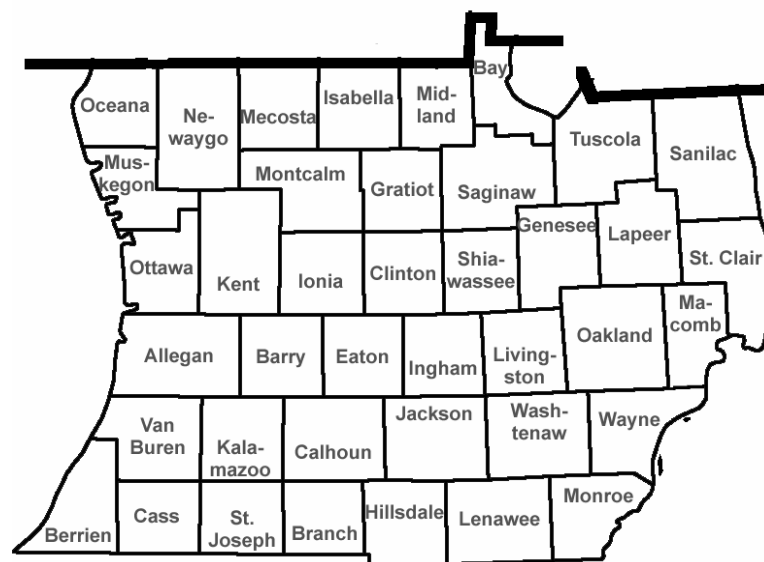 Oceana
Ne-
waygo
Mecosta
Isabella
Mid-
land
Bay
Tuscola
Sanilac
Mus-
kegon
Montcalm
Gratiot
Saginaw
Genesee
Lapeer
St. Clair
Ottawa
Kent
Ionia
Clinton
Shia-
wassee
Allegan
Barry
Eaton
Ingham
Living-
ston
Oakland
Ma-
comb
Van
Buren
Kala-
mazoo
Calhoun
Jackson
Wash-
tenaw
Wayne
Berrien
Cass
St.
Joseph
Branch
Hillsdale
Lenawee
Monroe